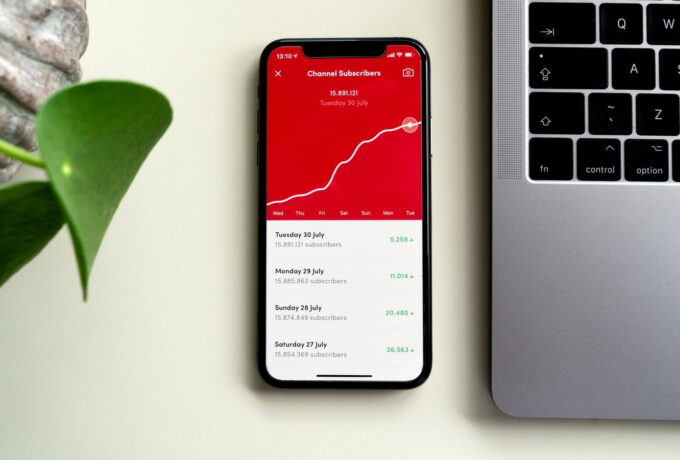 13:10
Channel Subscribers
15.891.121
Tuesday 30 July
Wed Thu Fri Sat Sun Mon Tue
Tuesday 30 July
15.891.121 subscribers
5.258
Monday 29 July
15.885.863 subscribers
11.014
Sunday 28 July
15.874.849 subscribers
20.480
Saturday 27 July
15.854.369 subscribers
26.563
Q
W
A
~
`
Z
fn
control
option